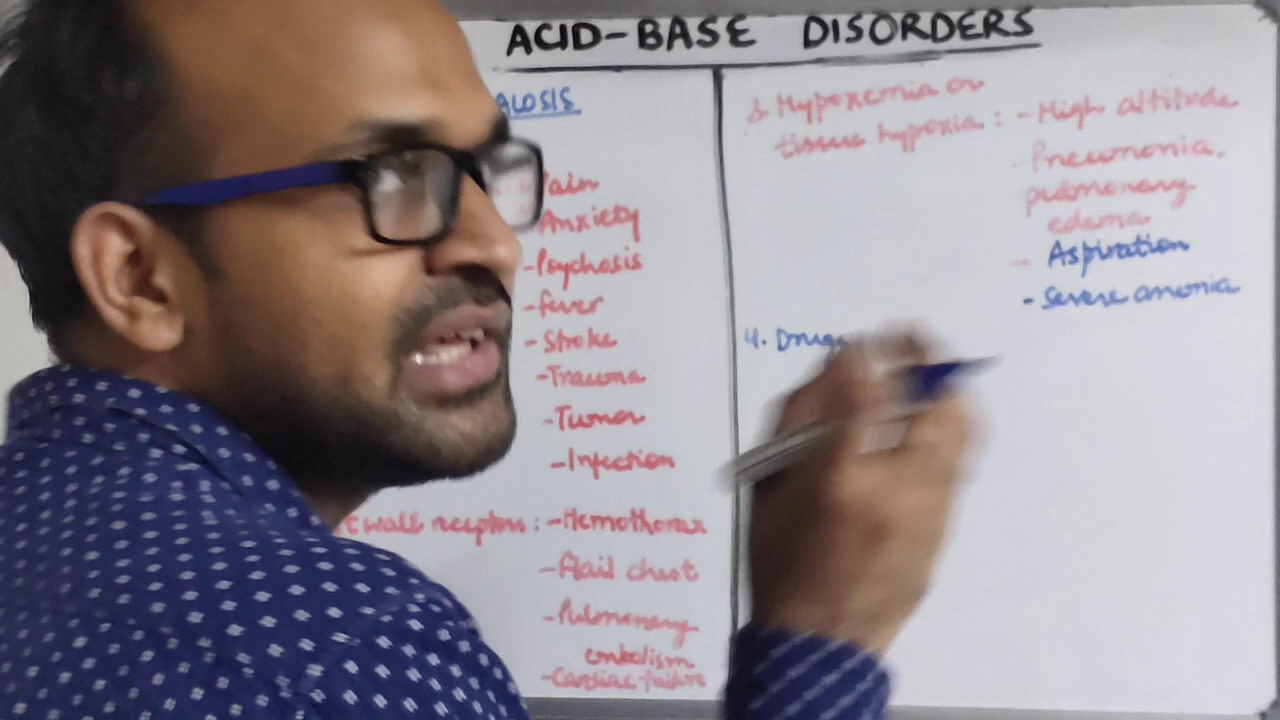 ACID-BASE DISORDERS
ALOSIS
Pain
Anxiety
-Psychosis
-fever
-Stroke
-Trauma
-Tumor
-Infection
wall receptors: -Hemothorax
-Flail chest
-Pulmonary
embolism
-Cardiac failure
3. Hypoxemia or
tissue hypoxia: -High altitude
-Pneumonia.
pulmonary
edema
- Aspiration
- Severe anemia
4. Drugs